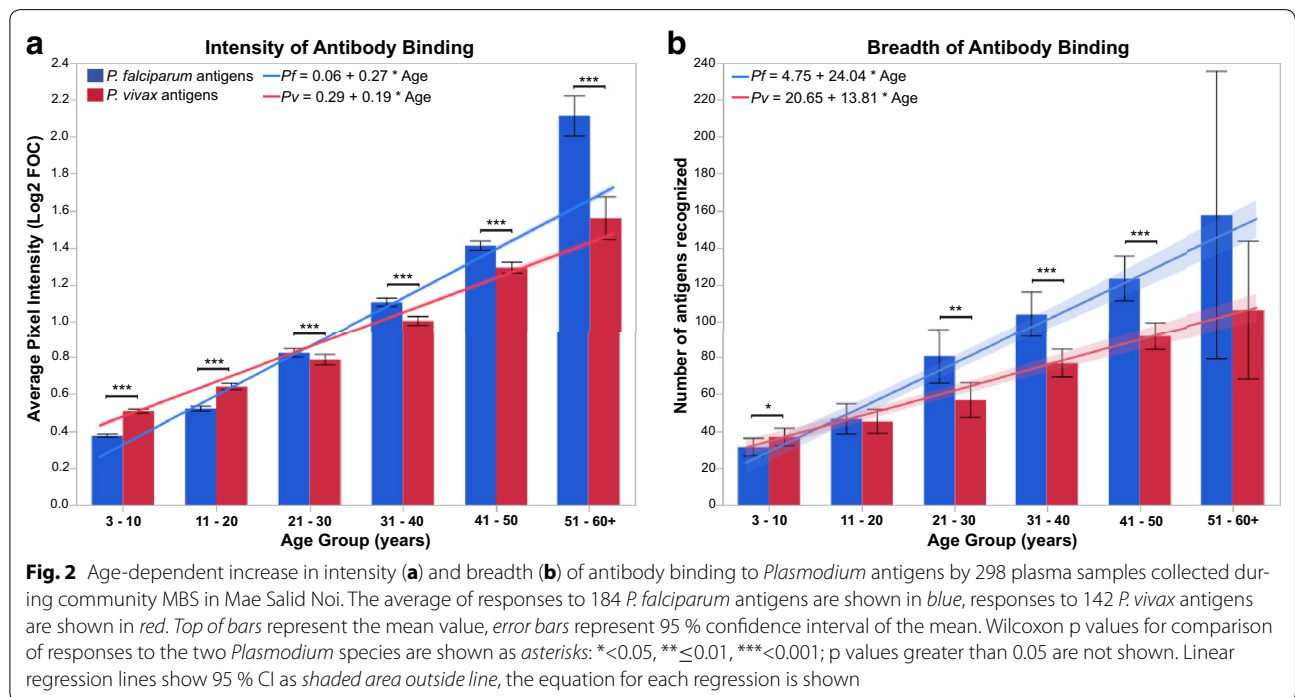 a
Intensity of Antibody Binding
2.4
2.2
2.0
1.8
1.6
1.4
1.2
1.0
0.8
0.6
0.4
0.2
0.0
Average Pixel Intensity (Log2 FOC)
P. falciparum antigens
Pf = 0.06 + 0.27 * Age
P. vivax antigens
Pv = 0.29 + 0.19 * Age
***
***
***
***
***
***
3 - 10
11 - 20
21 - 30
31 - 40
41 - 50
51 - 60+
Age Group (years)
b
Breadth of Antibody Binding
240
220
200
180
160
140
120
100
80
60
40
20
0
Number of antigens recognized
Pf = 4.75 + 24.04 * Age
Pv = 20.65 + 13.81 * Age
*
**
***
***
3 - 10
11 - 20
21 - 30
31 - 40
41 - 50
51 - 60+
Age Group (years)
Fig. 2 Age-dependent increase in intensity (a) and breadth (b) of antibody binding to Plasmodium antigens by 298 plasma samples collected dur-
ing community MBS in Mae Salid Noi. The average of responses to 184 P. falciparum antigens are shown in blue, responses to 142 P. vivax antigens
are shown in red. Top of bars represent the mean value, error bars represent 95 % confidence interval of the mean. Wilcoxon p values for comparison
of responses to the two Plasmodium species are shown as asterisks: *<0.05, **≤0.01, ***<0.001; p values greater than 0.05 are not shown. Linear
regression lines show 95 % CI as shaded area outside line, the equation for each regression is shown